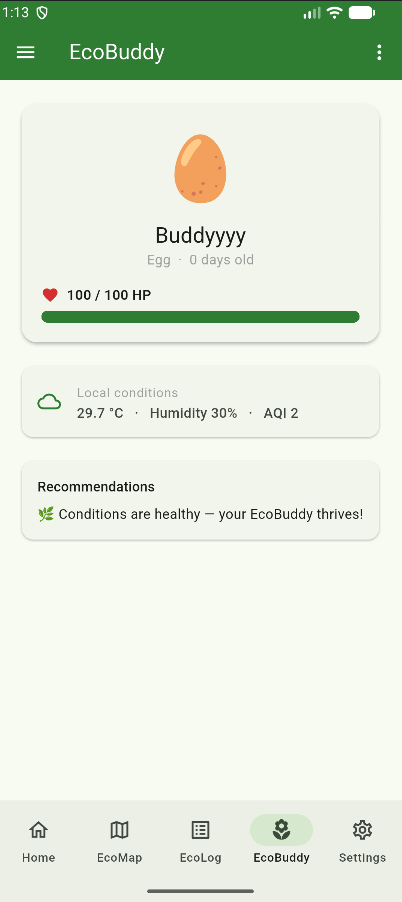 1:13
EcoBuddy
Buddyyyy
Egg · 0 days old
100 / 100 HP
Local conditions
29.7 °C · Humidity 30% · AQI 2
Recommendations
🌿 Conditions are healthy — your EcoBuddy thrives!
Home EcoMap EcoLog EcoBuddy Settings